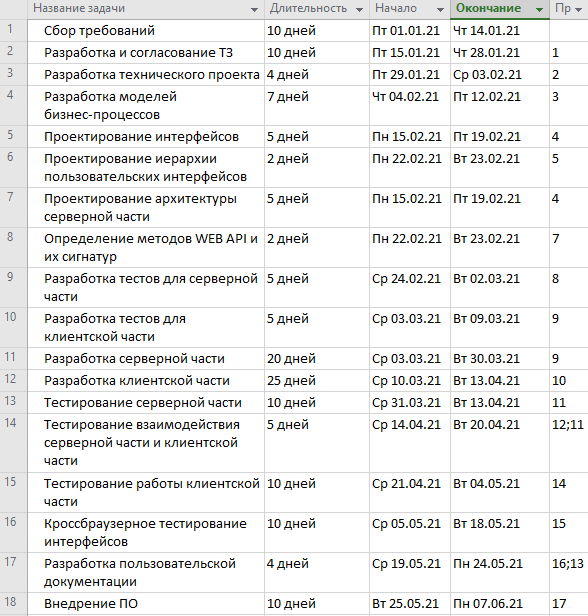 Название задачи Длительность Начало Окончание Пр
1 Сбор требований 10 дней Пт 01.01.21 Чт 14.01.21
2 Разработка и согласование ТЗ 10 дней Пт 15.01.21 Чт 28.01.21 1
3 Разработка технического проекта 4 дней Пт 29.01.21 Ср 03.02.21 2
4 Разработка моделей 7 дней Чт 04.02.21 Пт 12.02.21 3
бизнес-процессов
5 Проектирование интерфейсов 5 дней Пн 15.02.21 Пт 19.02.21 4
6 Проектирование иерархии 2 дней Пн 22.02.21 Вт 23.02.21 5
пользовательских интерфейсов
7 Проектирование архитектуры 5 дней Пн 15.02.21 Пт 19.02.21 4
серверной части
8 Определение методов WEB API и 2 дней Пн 22.02.21 Вт 23.02.21 7
их сигнатур
9 Разработка тестов для серверной 5 дней Ср 24.02.21 Вт 02.03.21 8
части
10 Разработка тестов для 5 дней Ср 03.03.21 Вт 09.03.21 9
клиентской части
11 Разработка серверной части 20 дней Ср 03.03.21 Вт 30.03.21 9
12 Разработка клиентской части 25 дней Ср 10.03.21 Вт 13.04.21 10
13 Тестирование серверной части 10 дней Ср 31.03.21 Вт 13.04.21 11
14 Тестирование взаимодействия 5 дней Ср 14.04.21 Вт 20.04.21 12;11
серверной части и клиентской
части
15 Тестирование работы клиентской 10 дней Ср 21.04.21 Вт 04.05.21 14
части
16 Кроссбраузерное тестирование 10 дней Ср 05.05.21 Вт 18.05.21 15
интерфейсов
17 Разработка пользовательской 4 дней Ср 19.05.21 Пн 24.05.21 16;13
документации
18 Внедрение ПО 10 дней Вт 25.05.21 Пн 07.06.21 17